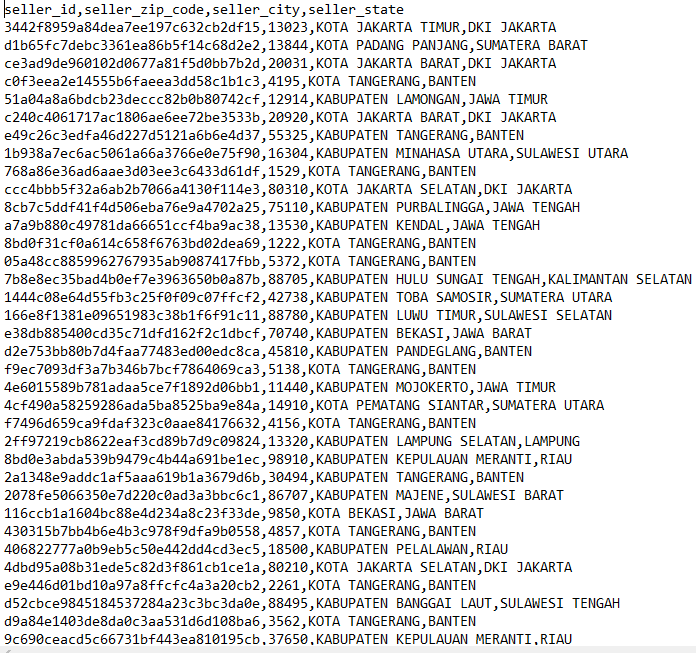 seller_id,seller_zip_code,seller_city,seller_state
3442f8959a84dea7ee197c632cb2df15,13023,KOTA JAKARTA TIMUR,DKI JAKARTA
d1b65fc7debc3361ea86b5f14c68d2e2,13844,KOTA PADANG PANJANG,SUMATERA BARAT
ce3ad9de960102d0677a81f5d0bb7b2d,20031,KOTA JAKARTA BARAT,DKI JAKARTA
c0f3eea2e14555b6faeea3dd58c1b1c3,4195,KOTA TANGERANG,BANTEN
51a04a8a6bdcb23deccc82b0b80742cf,12914,KABUPATEN LAMONGAN,JAWA TIMUR
c240c4061717ac1806ae6ee72be3533b,20920,KOTA JAKARTA BARAT,DKI JAKARTA
e49c26c3edfa46d227d5121a6b6e4d37,55325,KABUPATEN TANGERANG,BANTEN
1b938a7ec6ac5061a66a3766e0e75f90,16304,KABUPATEN MINAHASA UTARA,SULAWESI UTARA
768a86e36ad6aae3d03ee3c6433d61df,1529,KOTA TANGERANG,BANTEN
ccc4bbb5f32a6ab2b7066a4130f114e3,80310,KOTA JAKARTA SELATAN,DKI JAKARTA
8cb7c5ddf41f4d506eba76e9a4702a25,75110,KABUPATEN PURBALINGGA,JAWA TENGAH
a7a9b880c49781da66651ccf4ba9ac38,13530,KABUPATEN KENDAL,JAWA TENGAH
8bd0f31cf0a614c658f6763bd02dea69,1222,KOTA TANGERANG,BANTEN
05a48cc8859962767935ab9087417fbb,5372,KOTA TANGERANG,BANTEN
7b8e8ec35bad4b0ef7e3963650b0a87b,88705,KABUPATEN HULU SUNGAI TENGAH,KALIMANTAN SELATAN
1444c08e64d55fb3c25f0f09c07ffcf2,42738,KABUPATEN TOBA SAMOSIR,SUMATERA UTARA
166e8f1381e09651983c38b1f6f91c11,88780,KABUPATEN LUWU TIMUR,SULAWESI SELATAN
e38db885400cd35c71dfd162f2c1dbcf,70740,KABUPATEN BEKASI,JAWA BARAT
d2e753bb80b7d4faa77483ed00edc8ca,45810,KABUPATEN PANDEGLANG,BANTEN
f9ec7093df3a7b346b7bcf7864069ca3,5138,KOTA TANGERANG,BANTEN
4e6015589b781adaa5ce7f1892d06bb1,11440,KABUPATEN MOJOKERTO,JAWA TIMUR
4cf490a58259286ada5ba8525ba9e84a,14910,KOTA PEMATANG SIANTAR,SUMATERA UTARA
f7496d659ca9fdaf323c0aae84176632,4156,KOTA TANGERANG,BANTEN
2ff97219cb8622eaf3cd89b7d9c09824,13320,KABUPATEN LAMPUNG SELATAN,LAMPUNG
8bd0e3abda539b9479c4b44a691be1ec,98910,KABUPATEN KEPULAUAN MERANTI,RIAU
2a1348e9addc1af5aaa619b1a3679d6b,30494,KABUPATEN TANGERANG,BANTEN
2078fe5066350e7d220c0ad3a3bbc6c1,86707,KABUPATEN MAJENE,SULAWESI BARAT
116ccb1a1604bc88e4d234a8c23f33de,9850,KOTA BEKASI,JAWA BARAT
430315b7bb4b6e4b3c978f9dfa9b0558,4857,KOTA TANGERANG,BANTEN
406822777a0b9eb5c50e442dd4cd3ec5,18500,KABUPATEN PELALAWAN,RIAU
4dbd95a08b31ede5c82d3f861cb1ce1a,80210,KOTA JAKARTA SELATAN,DKI JAKARTA
e9e446d01bd10a97a8ffcfc4a3a20cb2,2261,KOTA TANGERANG,BANTEN
d52cbce9845184537284a23c3bc3da0e,88495,KABUPATEN BANGGAI LAUT,SULAWESI TENGAH
d9a84e1403de8da0c3aa531d6d108ba6,3562,KOTA TANGERANG,BANTEN
9c690ceacd5c66731bf443ea810195cb,37650,KABUPATEN KEPULAUAN MERANTI,RIAU